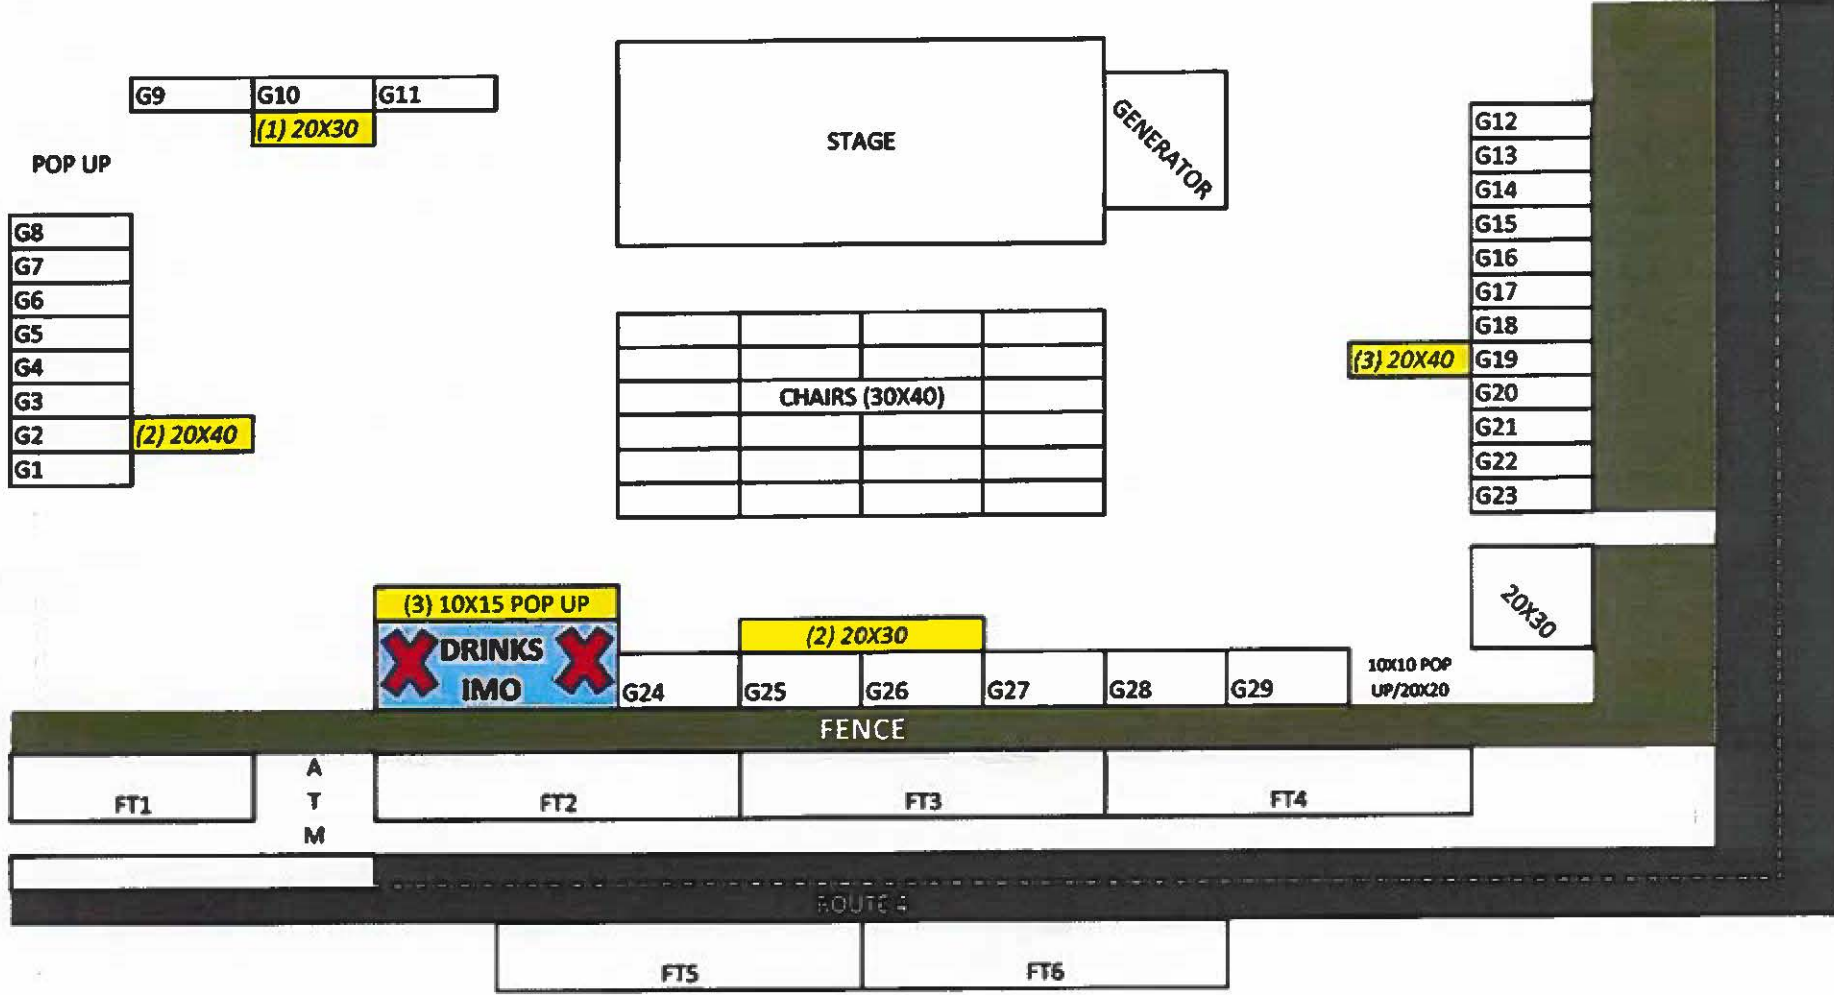 G9
G10
G11
(1) 20X30
POP UP
STAGE
GENERATOR
G8
G7
G6
G5
G4
G3
G2
(2) 20X40
G1
CHAIRS (30X40)
G12
G13
G14
G15
G16
G17
G18
(3) 20X40
G19
G20
G21
G22
G23
20X30
(3) 10X15 POP UP
DRINKS
IMO
G24
(2) 20X30
G25
G26
G27
G28
G29
10X10 POP
UP/20X20
FENCE
FT1
A
T
M
FT2
FT3
FT4
ROUTE 4
FT5
FT6